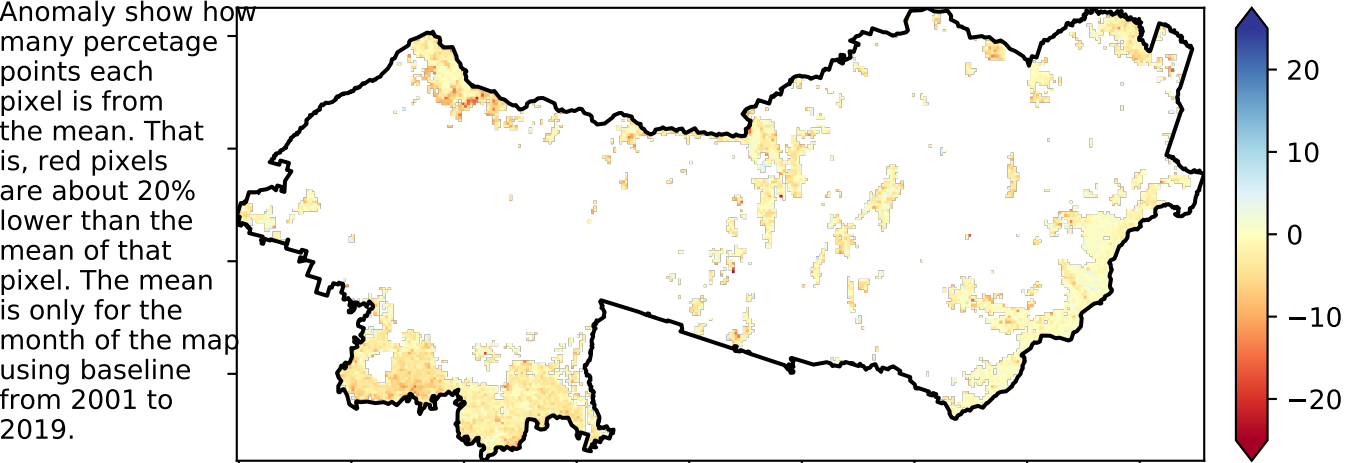 Anomaly show how
many percetage
points each
pixel is from
the mean. That
is, red pixels
are about 20%
lower than the
mean of that
pixel. The mean
is only for the
month of the map
using baseline
from 2001 to
2019.
20
10
0
−10
−20